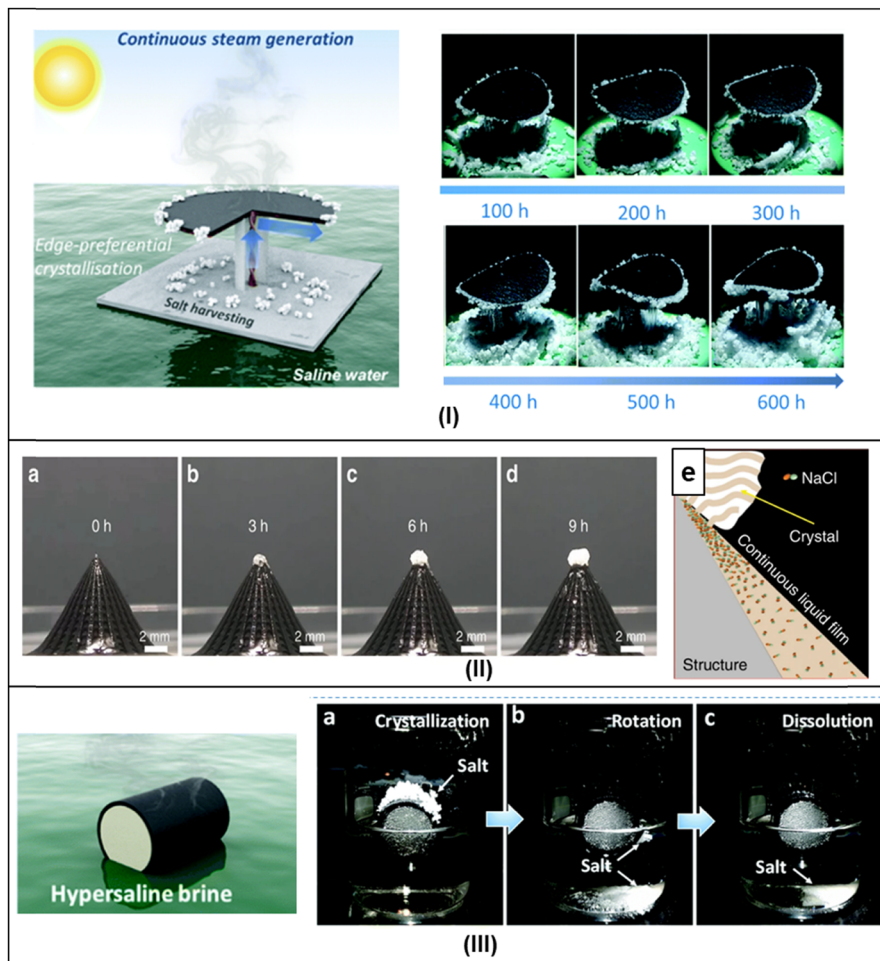 Continuous steam generation
Edge-preferential
crystallisation
Salt harvesting
Saline water
100 h
200 h
300 h
400 h
500 h
600 h
(I)
a
0 h
2 mm
b
3 h
2 mm
c
6 h
2 mm
d
9 h
2 mm
e
NaCl
Crystal
Continuous liquid film
Structure
(II)
Hypersaline brine
a
Crystallization
Salt
b
Rotation
Salt
c
Dissolution
Salt
(III)